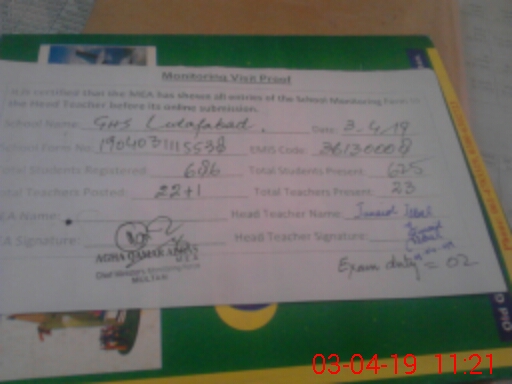 Monitoring Visit Proof
It is certified that the MEA has shown all entries of the School Monitoring Form to
the Head Teacher before its online submission.
School Name: GHS Lutafabad. Date: 3-4-19
School Form No: 1904031115538 EMIS Code: 36130008
Total Students Registered: 686 Total Students Present: 675
Total Teachers Posted: 22+1 Total Teachers Present: 23
MEA Name: Head Teacher Name: Junaid Iqbal
MEA Signature: Head Teacher Signature:
AGHA QAMAR ABBAS
MEA
MULTAN
Exam duty = 02
03-04-19 11:21